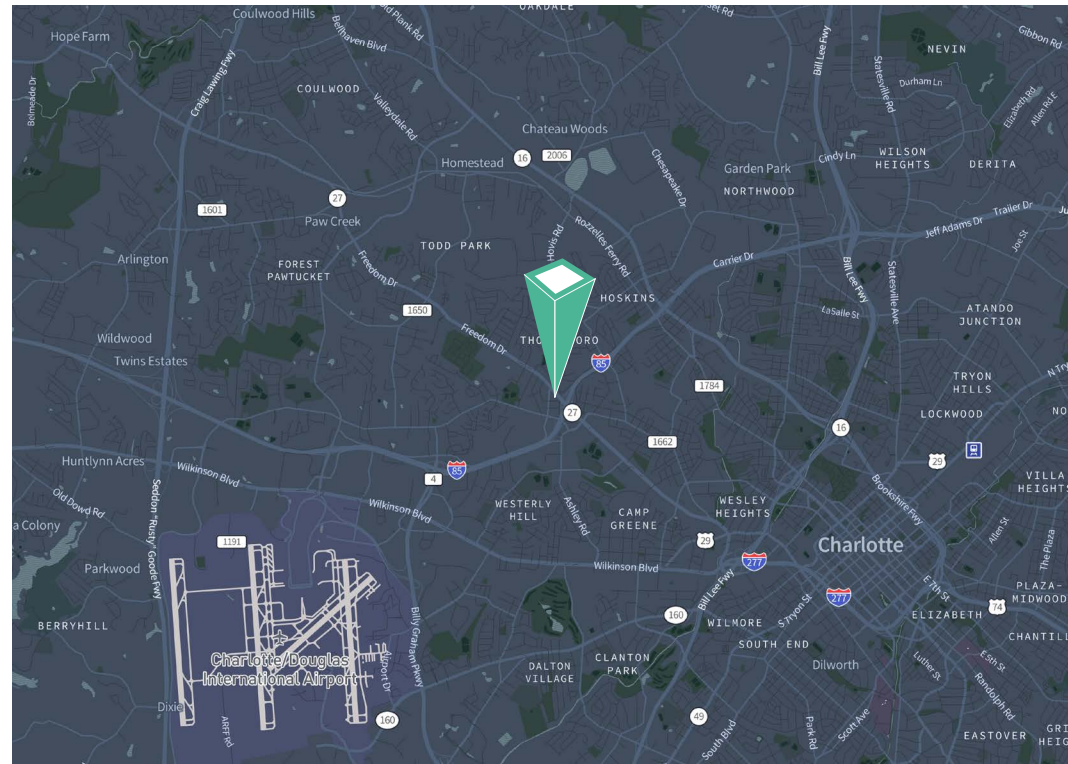 Coulwood Hills
OAKDALE
Old Plank Rd
Hope Farm
Bellhaven Blvd
Bill Lee Fwy
Gibbon Rd
NEVIN
Statesville Rd
Craig Lawing Fwy
Belmeade Dr
COULWOOD
Valleydale Rd
Durham Ln
Elizabeth Rd
Allen Rd E
Chateau Woods
16
2006
Homestead
Chesapeake Dr
Garden Park
Cindy Ln
WILSON
HEIGHTS
DERITA
NORTHWOOD
27
1601
Paw Creek
Trailer Dr
Jeff Adams Dr
Joe St
Hovis Rd
Rozzelles Ferry Rd
TODD PARK
Arlington
FOREST
PAWTUCKET
Freedom Dr
Carrier Dr
Bill Lee Fwy
Statesville Ave
HOSKINS
1650
LaSalle St
ATANDO
JUNCTION
Wildwood
Freedom Dr
Twins Estates
85
1784
TRYON
HILLS
27
LOCKWOOD
16
1662
29
Huntlynn Acres
Wilkinson Blvd
85
4
VILLA
HEIGHTS
Old Dowd Rd
Seddon "Rusty" Goode Fwy
Wilkinson Blvd
WESTERLY
HILL
Ashley Rd
CAMP
GREENE
WESLEY
HEIGHTS
Brookshire Fwy
a Colony
1191
29
Charlotte
Allen St
The Plaza
Parkwood
Wilkinson Blvd
277
Bill Lee Fwy
277
E 7th St
PLAZA-
MIDWOOD
74
BERRYHILL
Billy Graham Pkwy
160
WILMORE
S Tryon St
ELIZABETH
SOUTH END
Charlotte/Douglas
International Airport
Airport Dr
DALTON
VILLAGE
CLANTON
PARK
Dilworth
Luther St
E 5th St
Randolph Rd
Dixie
ARFF Rd
160
49
South Blvd
Park Rd
Scott Ave
EASTOVER